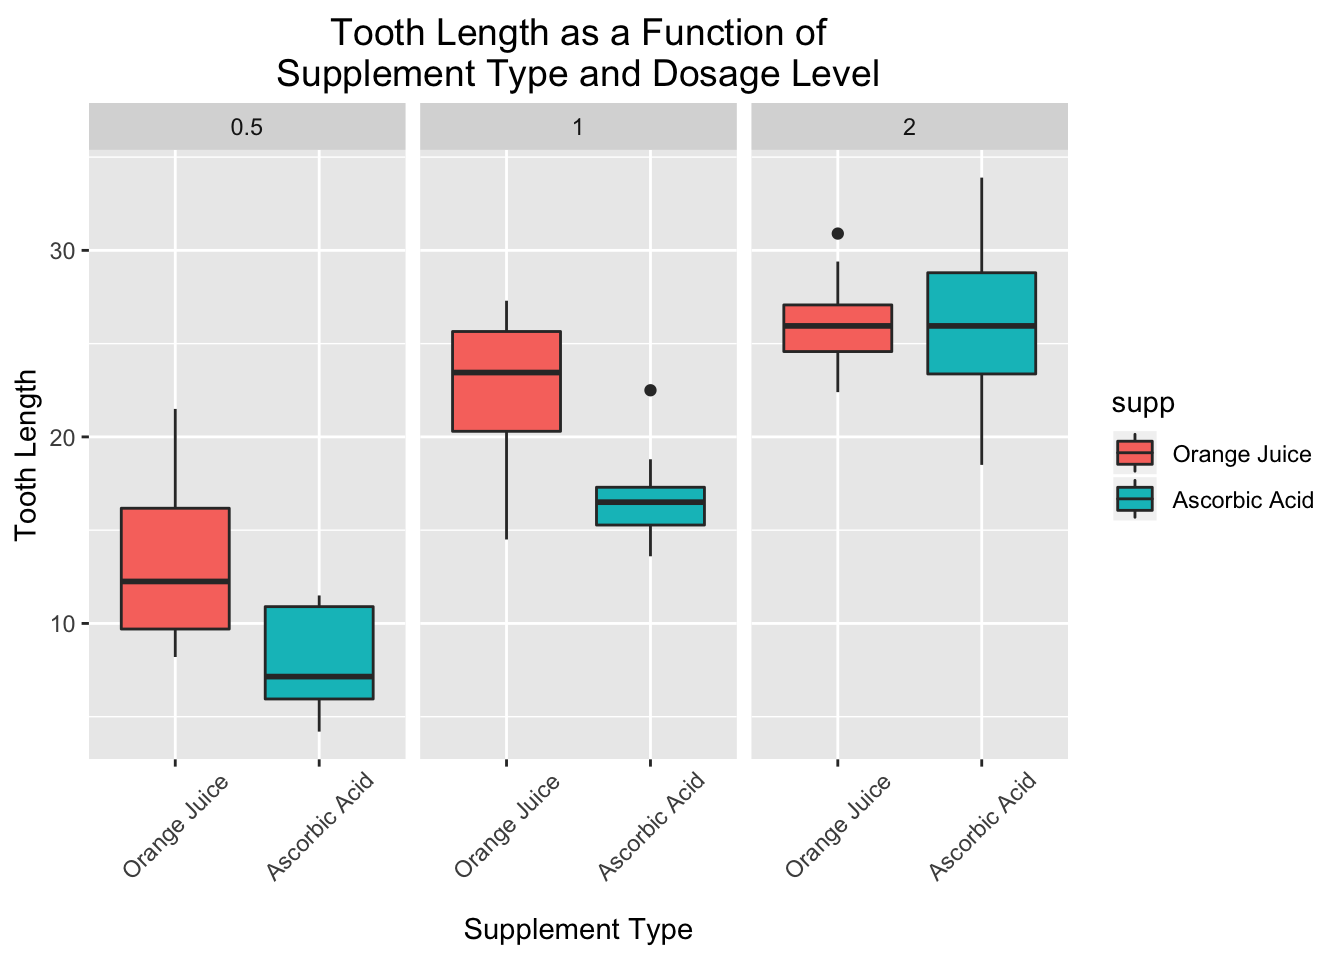 Tooth Length as a Function of
Supplement Type and Dosage Level
0.5
1
2
30
20
10
Tooth Length
Orange Juice
Ascorbic Acid
Orange Juice
Ascorbic Acid
Orange Juice
Ascorbic Acid
Supplement Type
supp
Orange Juice
Ascorbic Acid